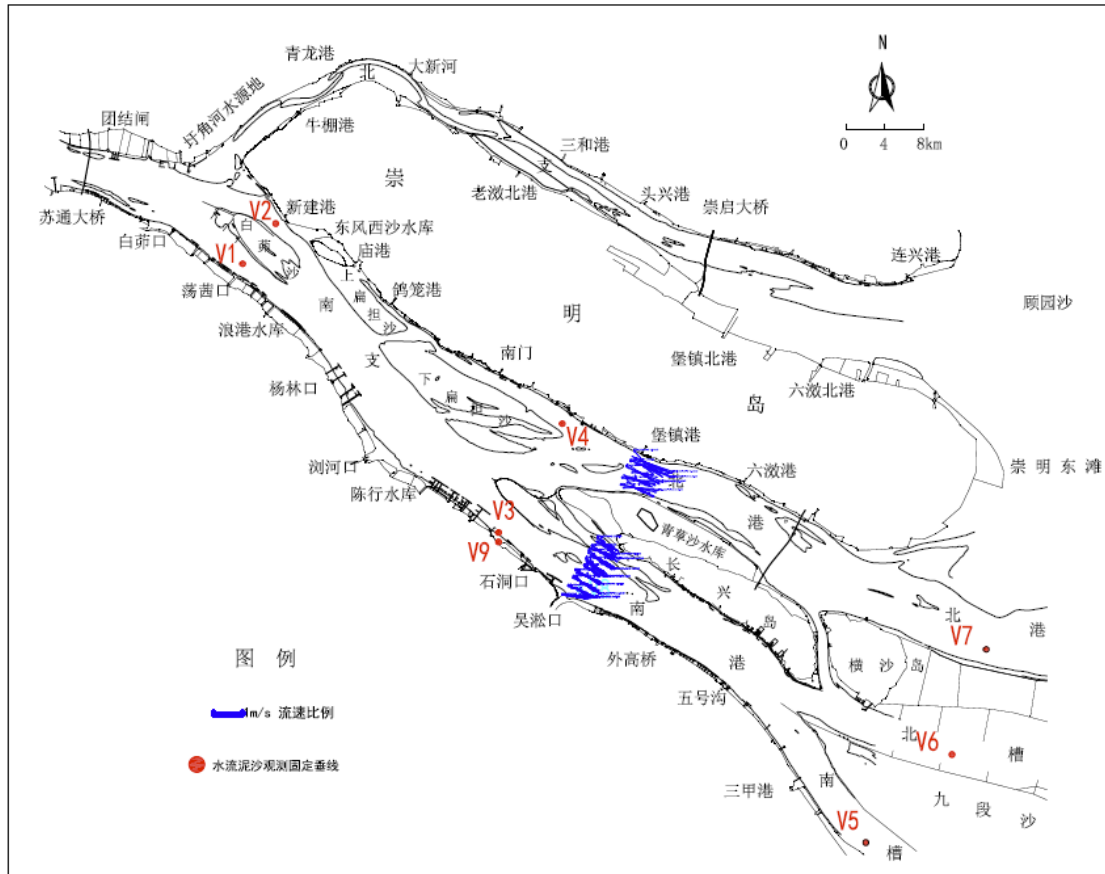 青龙港
大新河
北
N
圩角河水源地
团结闸
牛棚港
三和港
0 4 8km
崇
支
老滧北港
头兴港
崇启大桥
苏通大桥
V2
新建港
白茆口
白
茆
沙
东风西沙水库
连兴港
V1
庙港
上
扁
担
沙
荡茜口
南
鸽笼港
顾园沙
浪港水库
明
南门
堡镇北港
支
下
扁
担
沙
六滧北港
杨林口
岛
V4
堡镇港
浏河口
六滧港
崇明东滩
陈行水库
北
港
V3
V9
青草沙水库
石洞口
长
兴
岛
吴淞口
南
港
北
港
V7
图 例
外高桥
横沙岛
1m/s 流速比例
五号沟
北
槽
V6
水流泥沙观测固定垂线
三甲港
南
槽
九段沙
V5